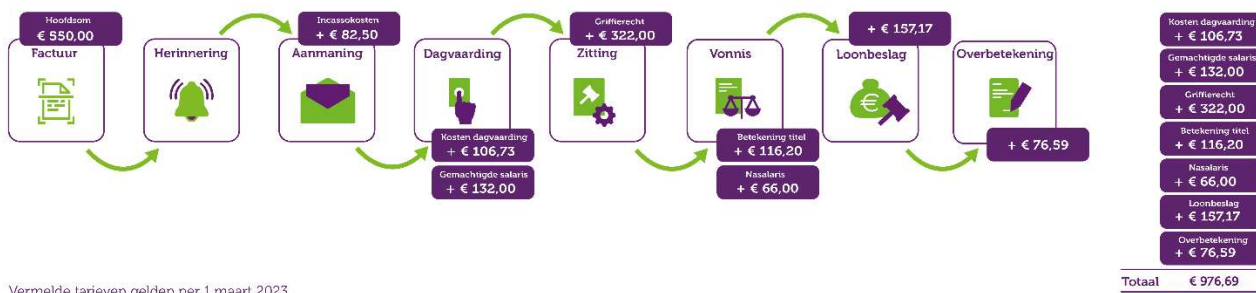 Hoofdsom
€ 550,00
Factuur
Herinnering
Incassokosten
+ € 82,50
Aanmaning
Dagvaarding
Kosten dagvaarding
+ € 106,73
Gemachtigde salaris
+ € 132,00
Griffierecht
+ € 322,00
Zitting
Vonnis
Betekening titel
+ € 116,20
Nasalaris
+ € 66,00
+ € 157,17
Loonbeslag
Overbetekening
+ € 76,59
Kosten dagvaarding
+ € 106,73
Gemachtigde salaris
+ € 132,00
Griffierecht
+ € 322,00
Betekening titel
+ € 116,20
Nasalaris
+ € 66,00
Loonbeslag
+ € 157,17
Overbetekening
+ € 76,59
Totaal € 976,69
Vermelde tarieven gelden per 1 maart 2023